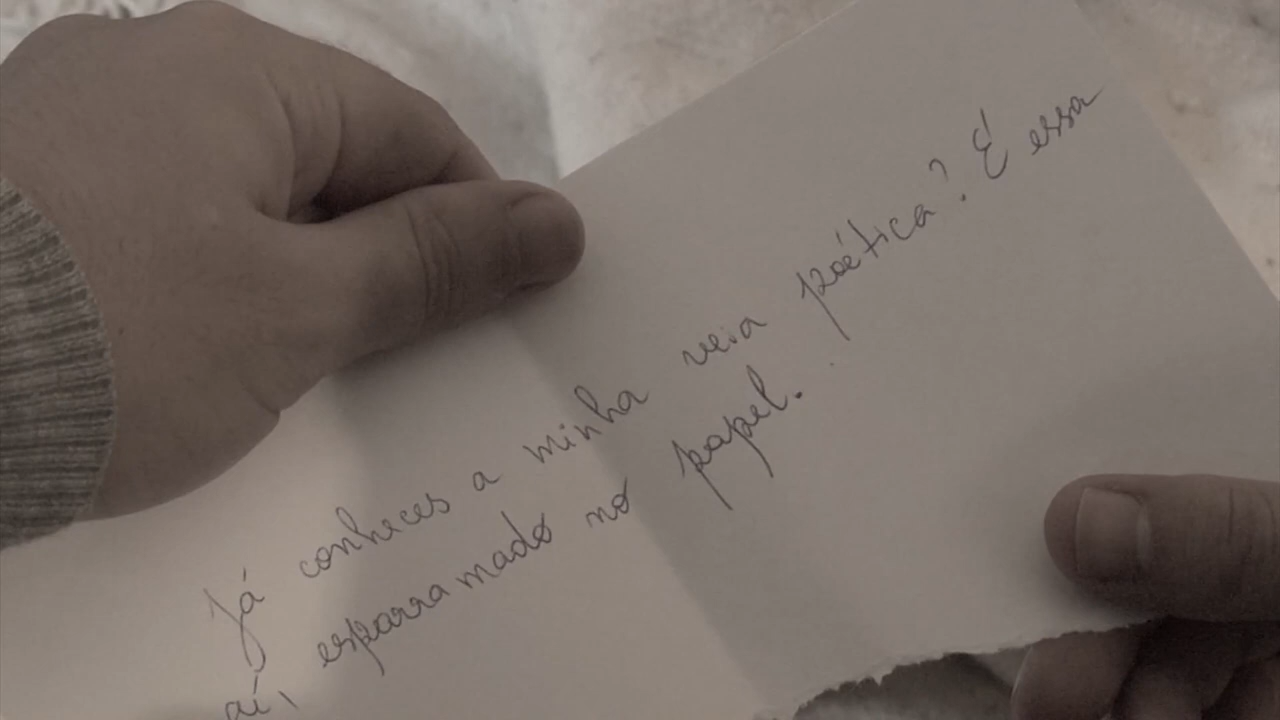 Já conheces a minha veia poética? É essa
aí, esparramado no papel.